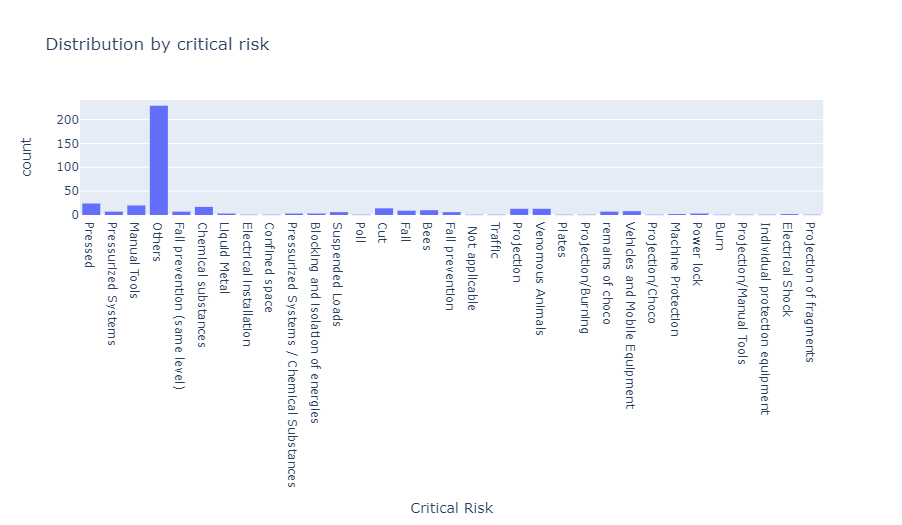 Distribution by critical risk
count
200
150
100
50
0
Pressed
Pressurized Systems
Manual Tools
Others
Fall prevention (same level)
Chemical substances
Liquid Metal
Electrical installation
Confined space
Pressurized Systems / Chemical Substances
Blocking and isolation of energies
Suspended Loads
Poll
Cut
Fall
Bees
Fall prevention
Not applicable
Traffic
Projection
Venomous Animals
Plates
Projection/Burning
remains of choco
Vehicles and Mobile Equipment
Projection/Choco
Machine Protection
Power lock
Burn
Projection/Manual Tools
Individual protection equipment
Electrical Shock
Projection of fragments
Critical Risk